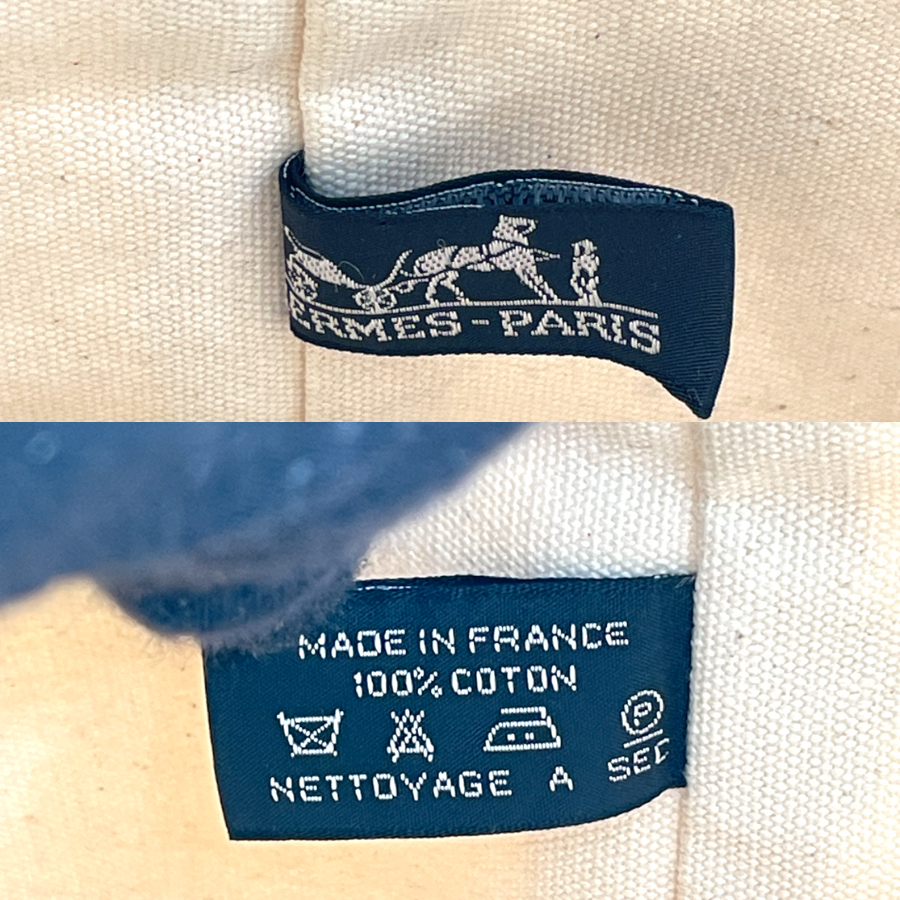 ERMES-PARIS
MADE IN FRANCE
100% COTON
P
NETTOYAGE A SEC